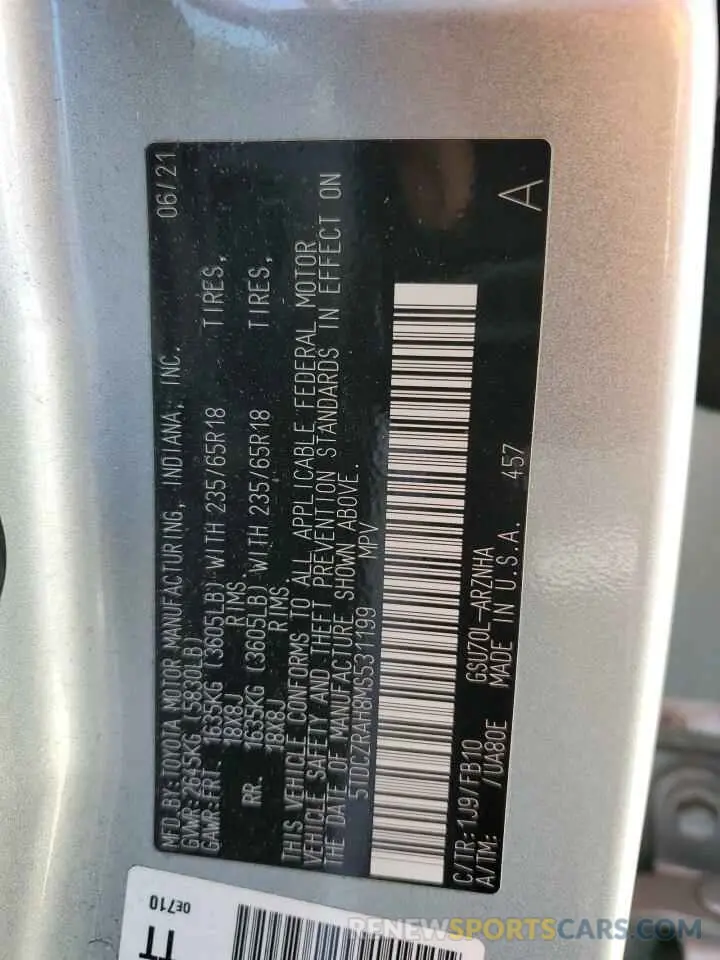 MFD. BY: TOYOTA MOTOR MANUFACTURING, INDIANA, INC. 06/21
GVWR: 2645KG (5830LB)
GAWR: FRT. 1635KG (3605LB) WITH 235/65R18 TIRES,
18X8J RIMS.
RR. 1635KG (3605LB) WITH 235/65R18 TIRES,
18X8J RIMS.
THIS VEHICLE CONFORMS TO ALL APPLICABLE FEDERAL MOTOR
VEHICLE SAFETY AND THEFT PREVENTION STANDARDS IN EFFECT ON
THE DATE OF MANUFACTURE SHOWN ABOVE.
5TDCZRAH8MS531199 MPV
C/TR: 1J9/FB10 GSU70L-ARZNHA A
A/TM: /UA80E MADE IN U.S.A. 457
0E710
TT
RENEWSPORTSCARS.COM